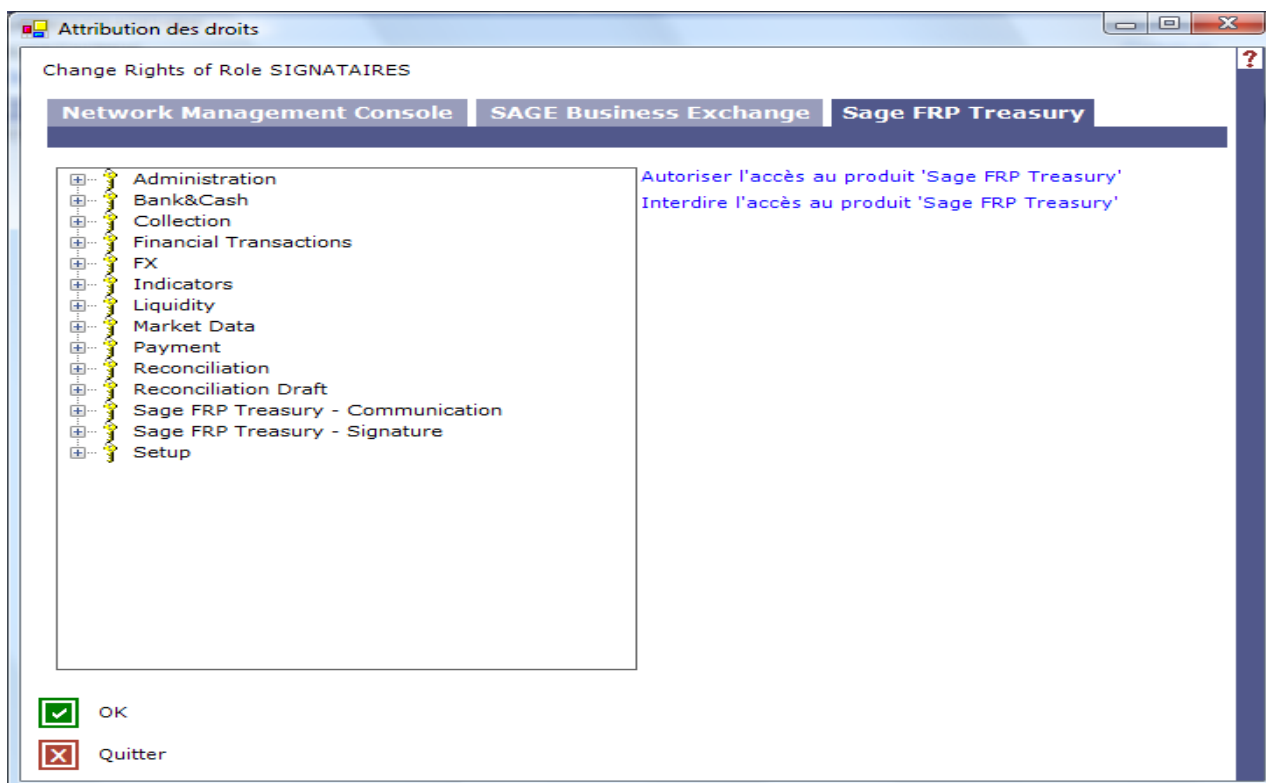 Attribution des droits
?
Change Rights of Role SIGNATAIRES
Network Management Console SAGE Business Exchange Sage FRP Treasury
Administration
Bank&Cash
Collection
Financial Transactions
FX
Indicators
Liquidity
Market Data
Payment
Reconciliation
Reconciliation Draft
Sage FRP Treasury - Communication
Sage FRP Treasury - Signature
Setup
Autoriser l'accès au produit 'Sage FRP Treasury'
Interdire l'accès au produit 'Sage FRP Treasury'
OK
Quitter